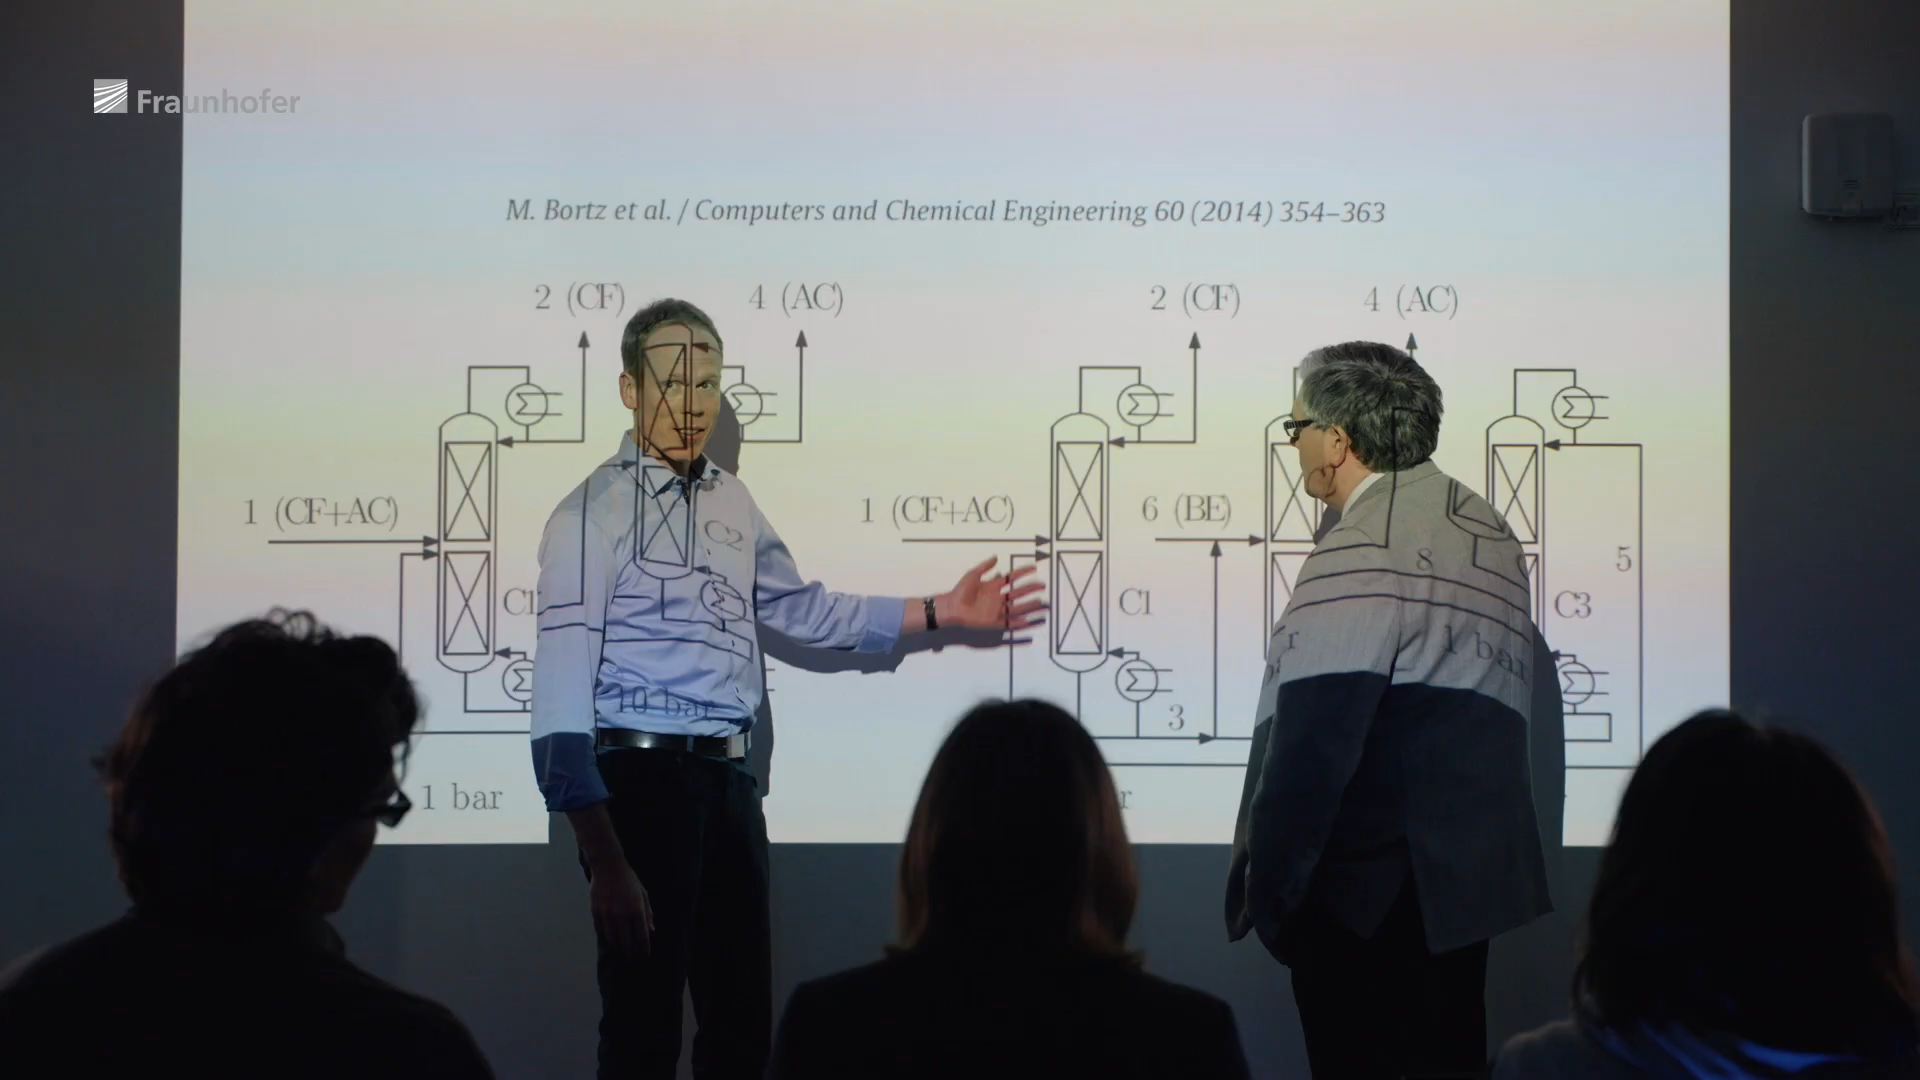 Fraunhofer
M. Bortz et al. / Computers and Chemical Engineering 60 (2014) 354–363
2 (CF)
4 (AC)
2 (CF)
4 (AC)
1 (CF+AC)
1 (CF+AC)
6 (BE)
C2
8
5
C1
C1
C3
1 bar
10 bar
3
1 bar